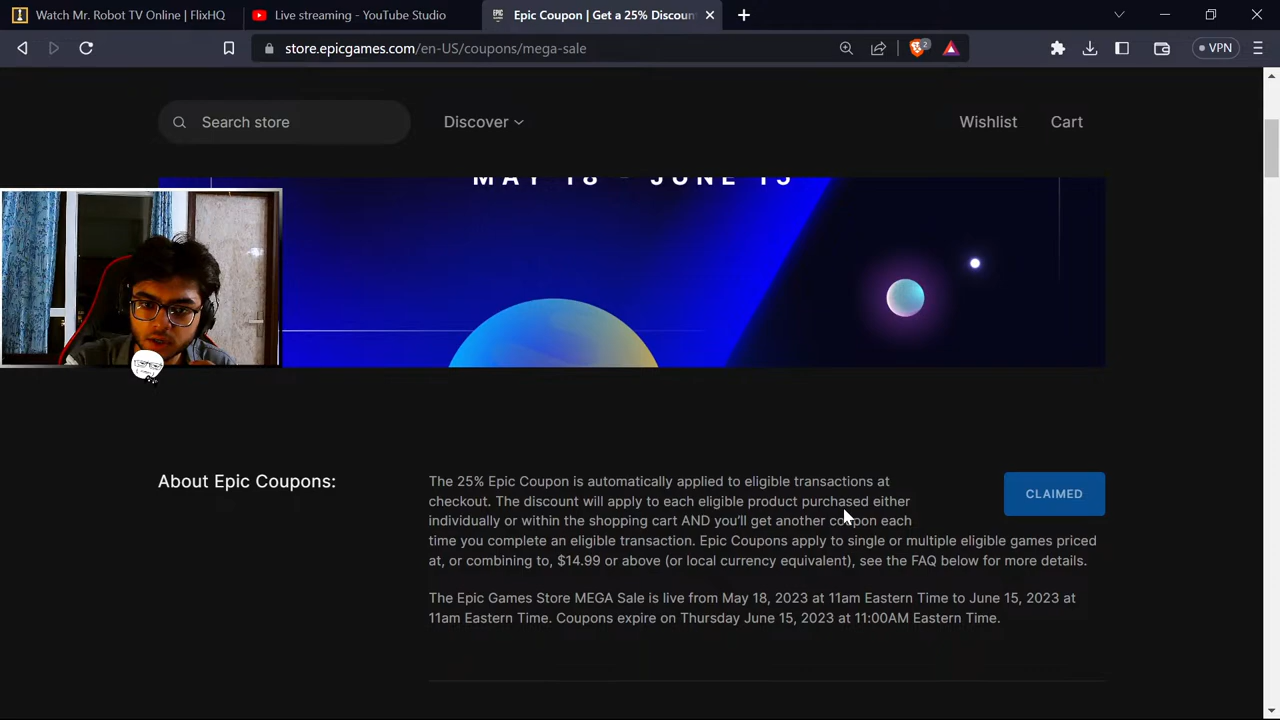 Watch Mr. Robot TV Online | FlixHQ
Live streaming - YouTube Studio
Epic Coupon | Get a 25% Discoun
store.epicgames.com/en-US/coupons/mega-sale
2
VPN
Search store
Discover
Wishlist
Cart
MAY 18 - JUNE 15
About Epic Coupons:
The 25% Epic Coupon is automatically applied to eligible transactions at
checkout. The discount will apply to each eligible product purchased either
individually or within the shopping cart AND you'll get another coupon each
time you complete an eligible transaction. Epic Coupons apply to single or multiple eligible games priced
at, or combining to, $14.99 or above (or local currency equivalent), see the FAQ below for more details.
CLAIMED
The Epic Games Store MEGA Sale is live from May 18, 2023 at 11am Eastern Time to June 15, 2023 at
11am Eastern Time. Coupons expire on Thursday June 15, 2023 at 11:00AM Eastern Time.